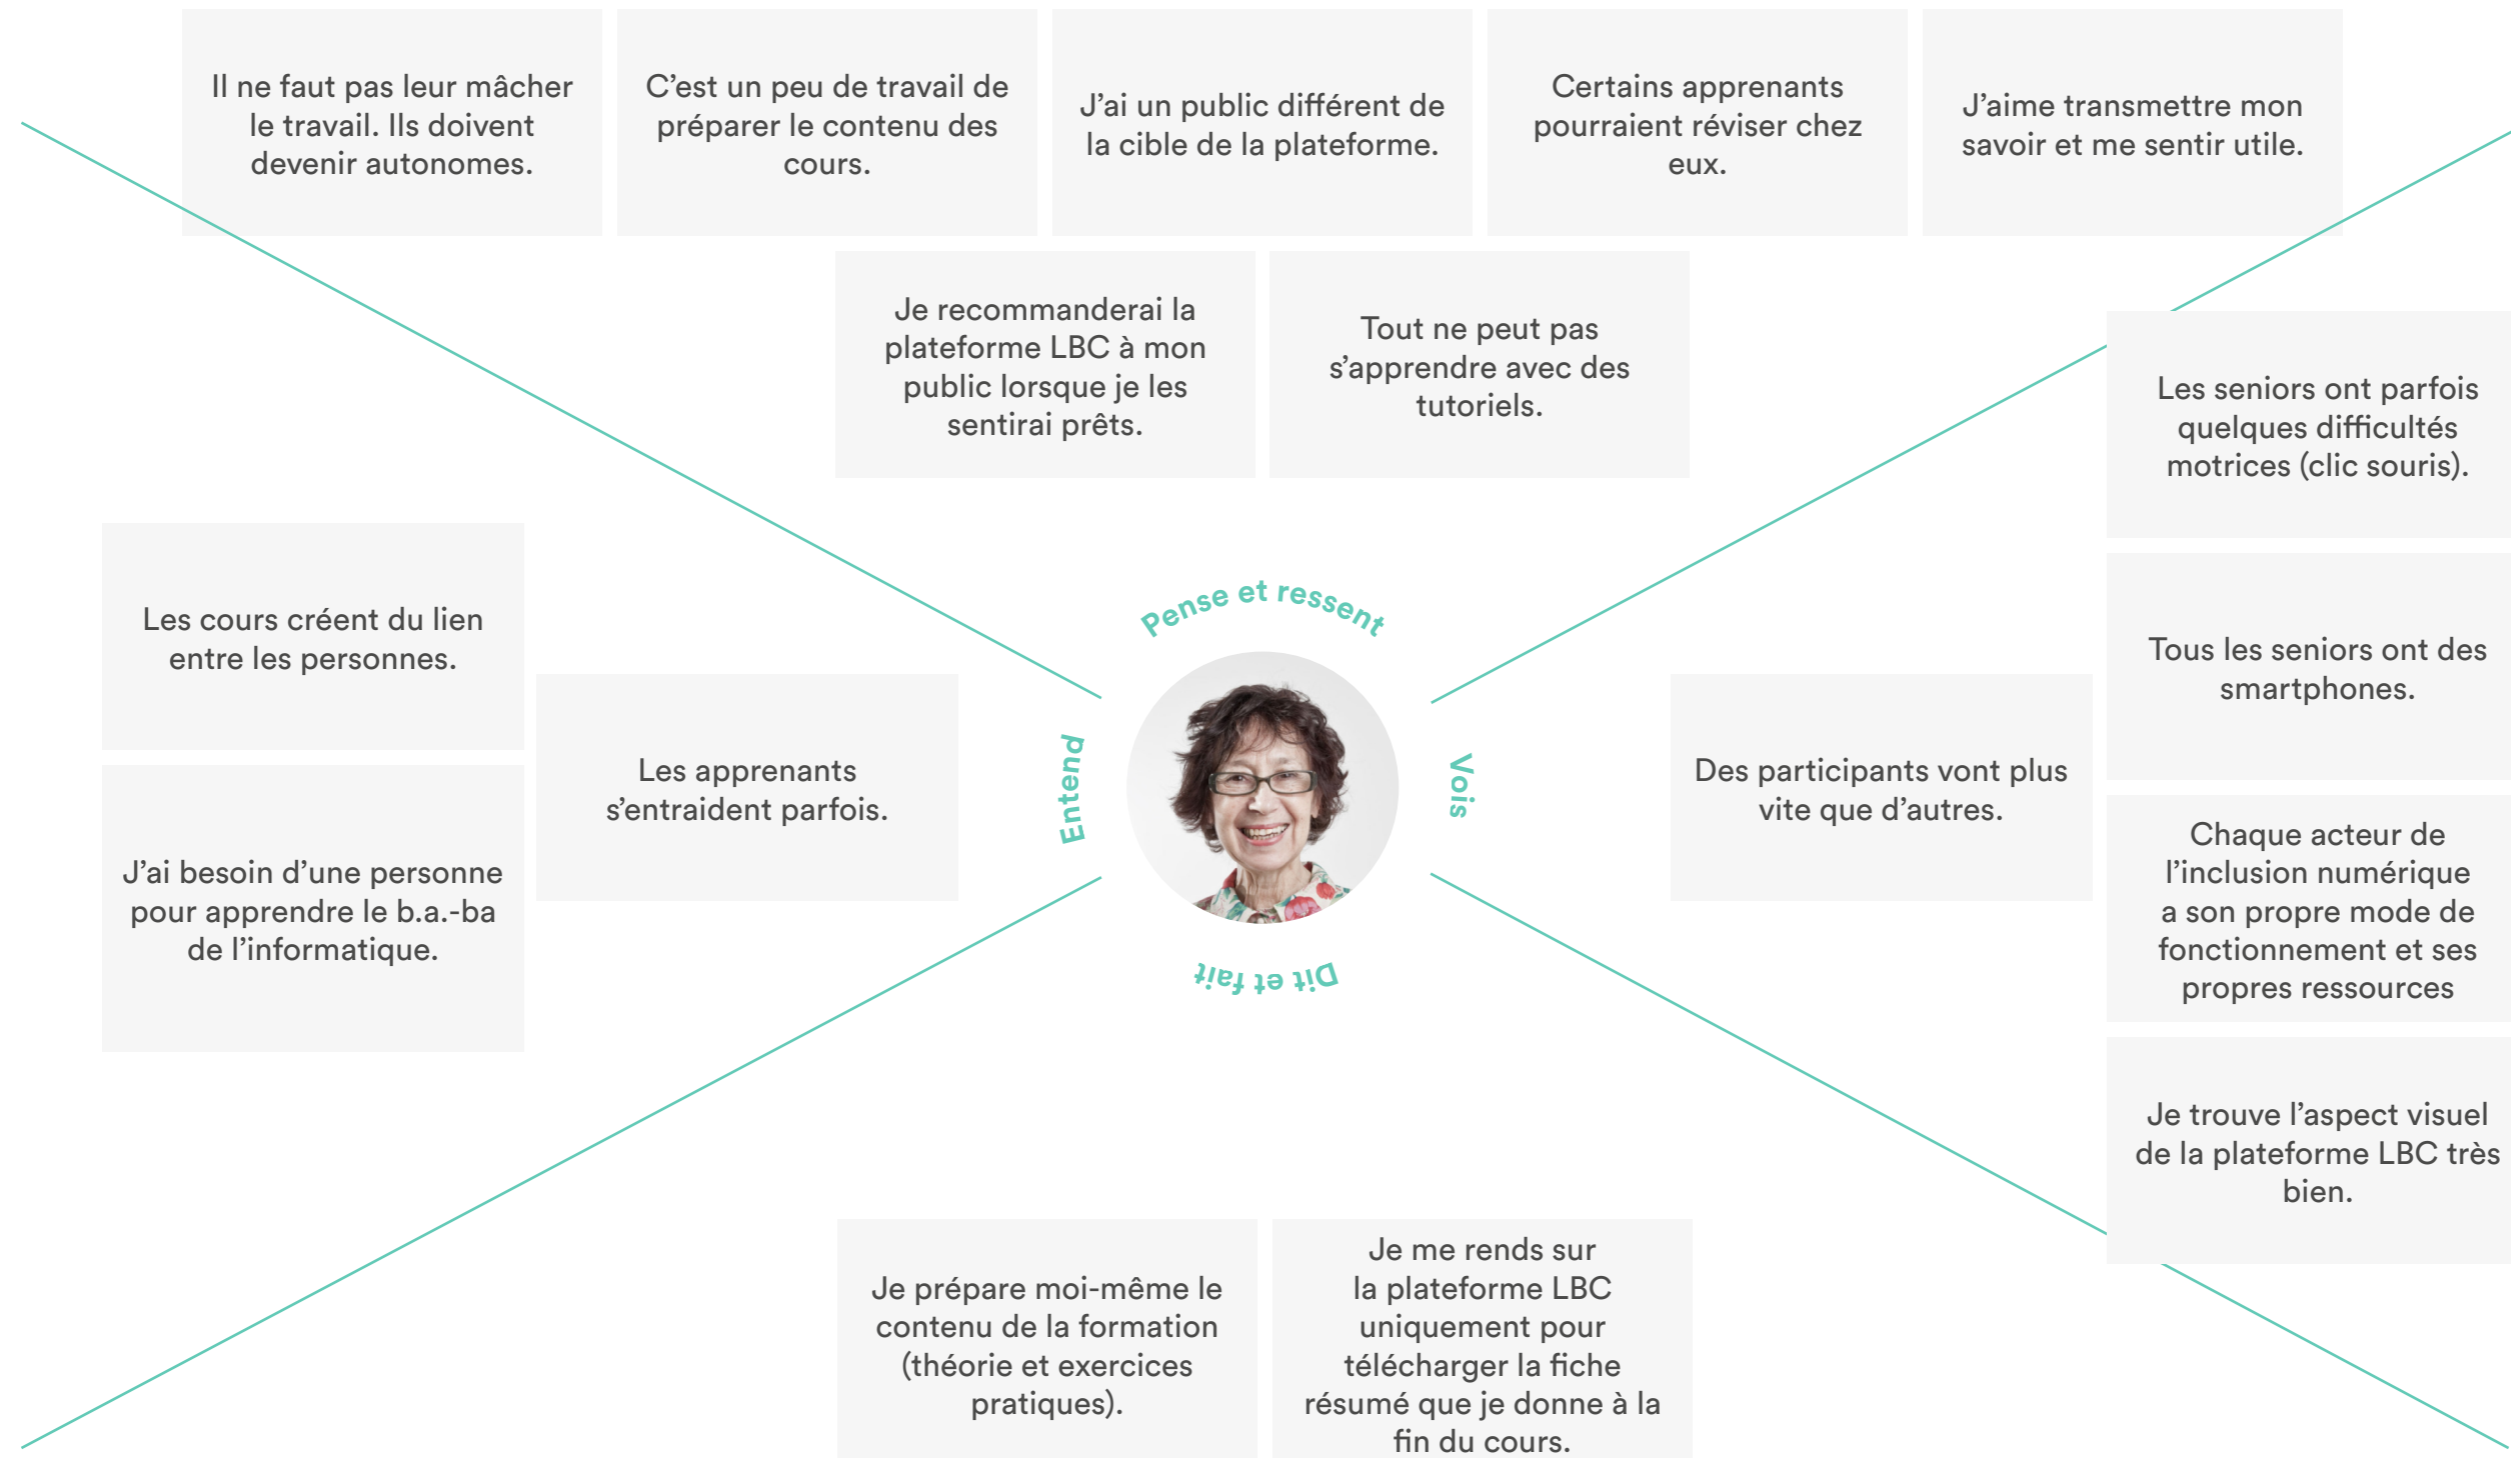 Il ne faut pas leur mâcher
le travail. Ils doivent
devenir autonomes.
C’est un peu de travail de
préparer le contenu des
cours.
J’ai un public différent de
la cible de la plateforme.
Certains apprenants
pourraient réviser chez
eux.
J’aime transmettre mon
savoir et me sentir utile.
Je recommanderai la
plateforme LBC à mon
public lorsque je les
sentirai prêts.
Tout ne peut pas
s’apprendre avec des
tutoriels.
Les cours créent du lien
entre les personnes.
J’ai besoin d’une personne
pour apprendre le b.a.-ba
de l’informatique.
Les apprenants
s’entraident parfois.
Pense et ressent
Entend
Vois
Dit et fait
Des participants vont plus
vite que d’autres.
Les seniors ont parfois
quelques difficultés
motrices (clic souris).
Tous les seniors ont des
smartphones.
Chaque acteur de
l’inclusion numérique
a son propre mode de
fonctionnement et ses
propres ressources
Je trouve l’aspect visuel
de la plateforme LBC très
bien.
Je prépare moi-même le
contenu de la formation
(théorie et exercices
pratiques).
Je me rends sur
la plateforme LBC
uniquement pour
télécharger la fiche
résumé que je donne à la
fin du cours.